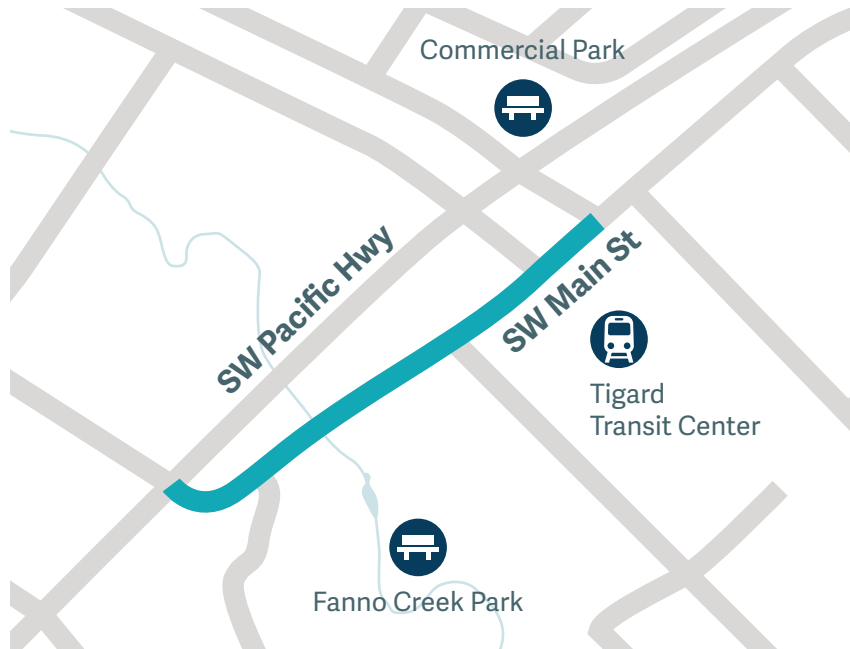 Commercial Park
SW Pacific Hwy
SW Main St
Tigard
Transit Center
Fanno Creek Park